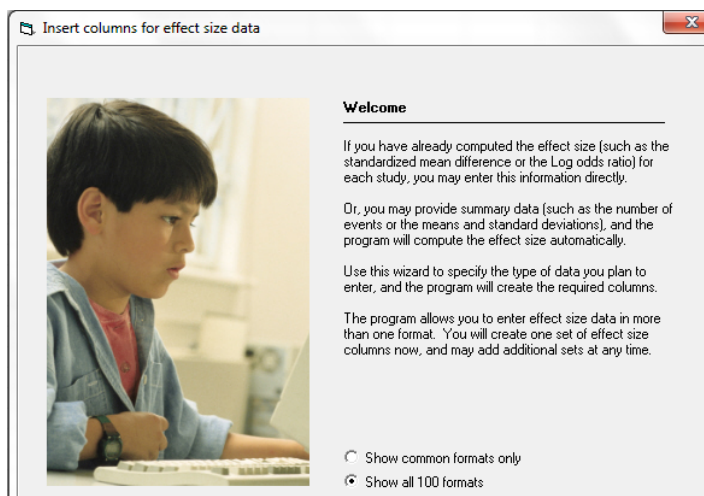 Insert columns for effect size data
Welcome
If you have already computed the effect size (such as the
standardized mean difference or the Log odds ratio) for
each study, you may enter this information directly.
Or, you may provide summary data (such as the number of
events or the means and standard deviations), and the
program will compute the effect size automatically.
Use this wizard to specify the type of data you plan to
enter, and the program will create the required columns.
The program allows you to enter effect size data in more
than one format. You will create one set of effect size
columns now, and may add additional sets at any time.
Show common formats only
Show all 100 formats